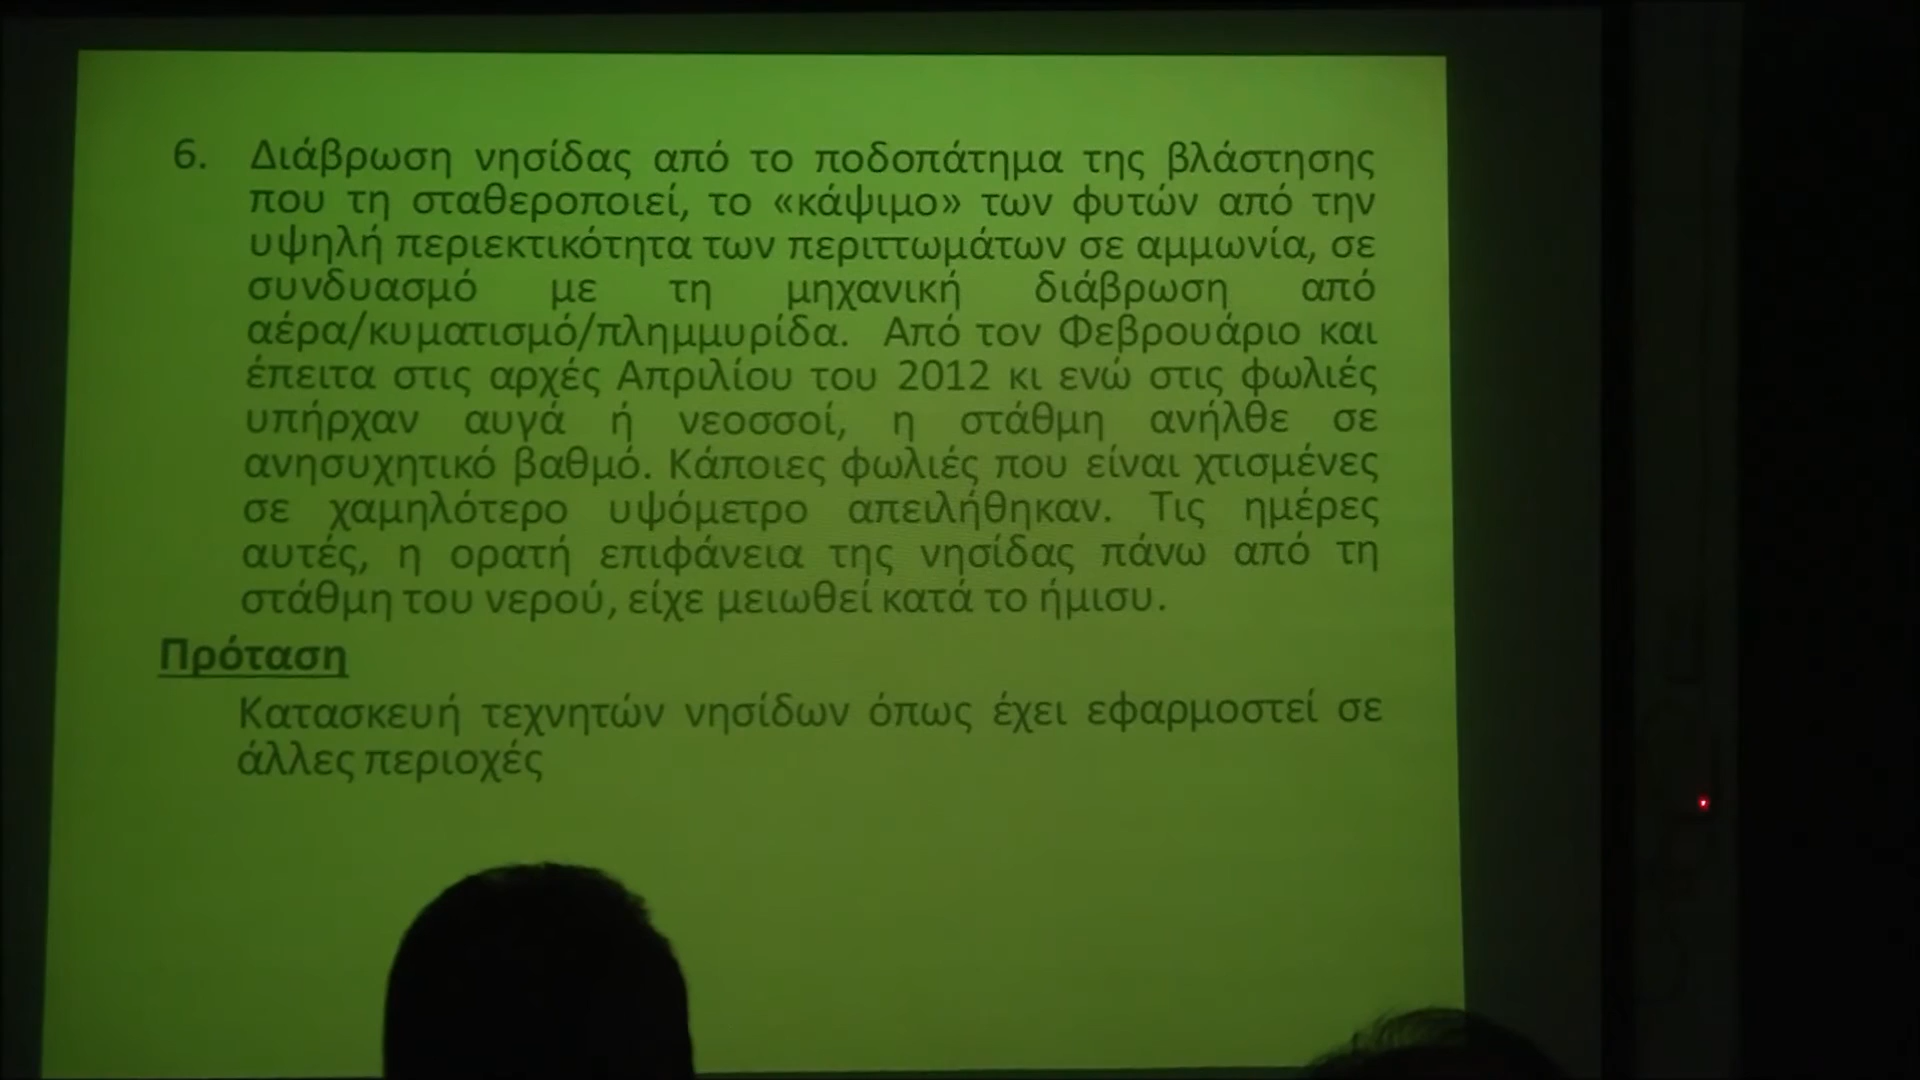 6. Διάβρωση νησίδας από το ποδοπάτημα της βλάστησης
που τη σταθεροποιεί, το «κάψιμο» των φυτών από την
υψηλή περιεκτικότητα των περιττωμάτων σε αμμωνία, σε
συνδυασμό με τη μηχανική διάβρωση από
αέρα/κυματισμό/πλημμυρίδα. Από τον Φεβρουάριο και
έπειτα στις αρχές Απριλίου του 2012 κι ενώ στις φωλιές
υπήρχαν αυγά ή νεοσσοί, η στάθμη ανήλθε σε
ανησυχητικό βαθμό. Κάποιες φωλιές που είναι χτισμένες
σε χαμηλότερο υψόμετρο απειλήθηκαν. Τις ημέρες
αυτές, η ορατή επιφάνεια της νησίδας πάνω από τη
στάθμη του νερού, είχε μειωθεί κατά το ήμισυ.
Πρόταση
Κατασκευή τεχνητών νησίδων όπως έχει εφαρμοστεί σε
άλλες περιοχές